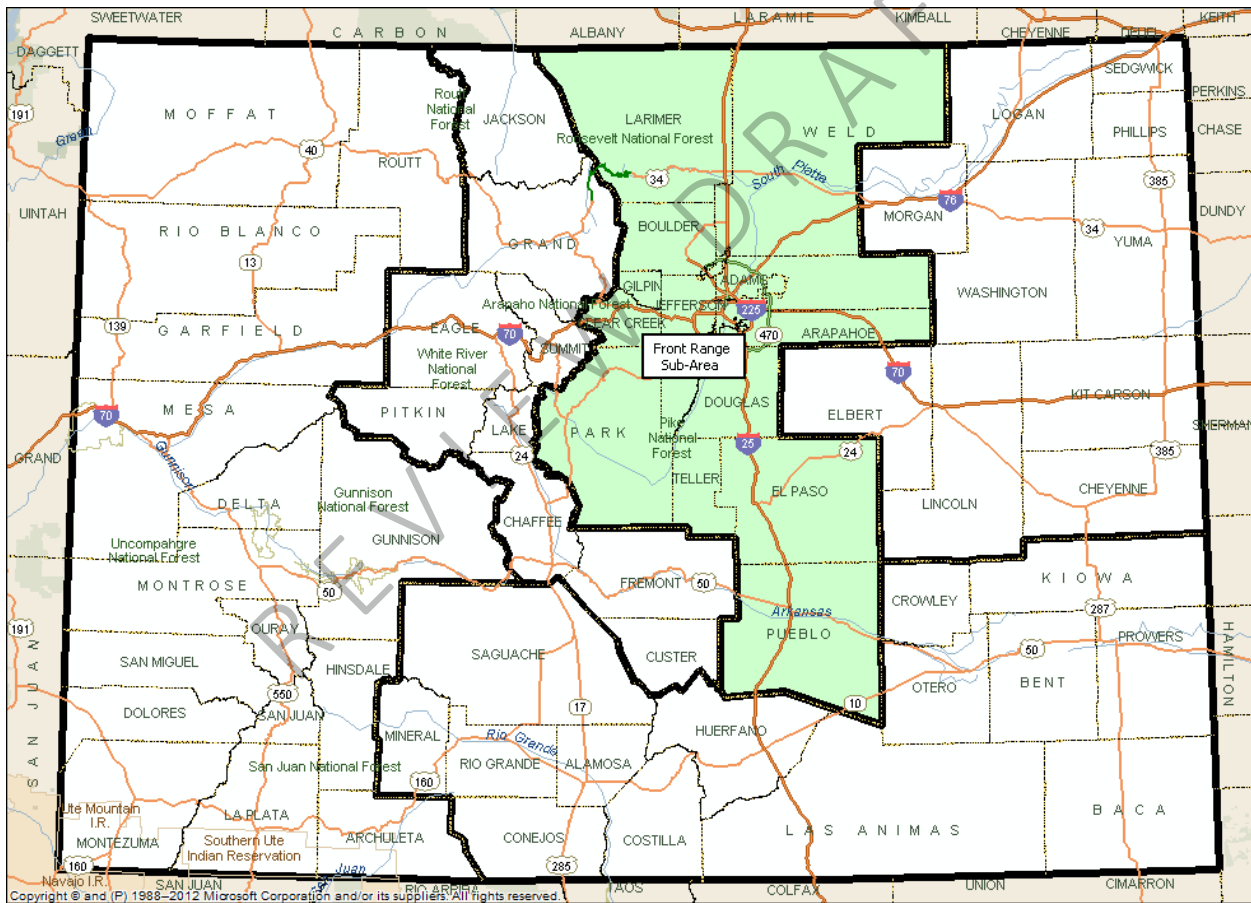 SWEETWATER
CARBON
ALBANY
LARAMIE
KIMBALL
CHEYENNE
DEUEL
KEITH
DAGGETT
SEDGWICK
PERKINS
191
Green
MOFFAT
Routt
National
Forest
JACKSON
LARIMER
Roosevelt National Forest
WELD
LOGAN
PHILLIPS
CHASE
40
ROUTT
34
South Platte
76
MORGAN
385
UINTAH
RIO BLANCO
GRAND
BOULDER
34
YUMA
DUNDY
13
GILPIN
ADAMS
WASHINGTON
139
GARFIELD
Arapaho National Forest
JEFFERSON
225
EAGLE
70
CLEAR CREEK
470
ARAPAHOE
SUMMIT
White River
National
Forest
Front Range
Sub-Area
70
MESA
PITKIN
DOUGLAS
ELBERT
KIT CARSON
70
LAKE
PARK
Pike
National
Forest
SHERMAN
GRAND
Gunnison
24
25
24
385
TELLER
EL PASO
CHEYENNE
DELTA
Gunnison
National Forest
LINCOLN
CHAFFEE
Uncompahgre
National Forest
GUNNISON
MONTROSE
50
FREMONT
50
KIOWA
CROWLEY
Arkansas
287
191
OURAY
PUEBLO
PROWERS
HAMILTON
SAN MIGUEL
HINSDALE
SAGUACHE
CUSTER
50
BENT
OTERO
550
SAN JUAN
DOLORES
SAN JUAN
17
10
HUERFANO
MINERAL
Rio Grande
RIO GRANDE
ALAMOSA
San Juan National Forest
160
Ute Mountain
I.R.
LA PLATA
BACA
LAS ANIMAS
MONTEZUMA
Southern Ute
Indian Reservation
ARCHULETA
CONEJOS
COSTILLA
160
285
San Juan
Navajo I.R.
SAN JUAN
RIO ARRIBA
TAOS
COLFAX
UNION
CIMARRON
Copyright © and (P) 1988–2012 Microsoft Corporation and/or its suppliers. All rights reserved.
REVIEW DRAF